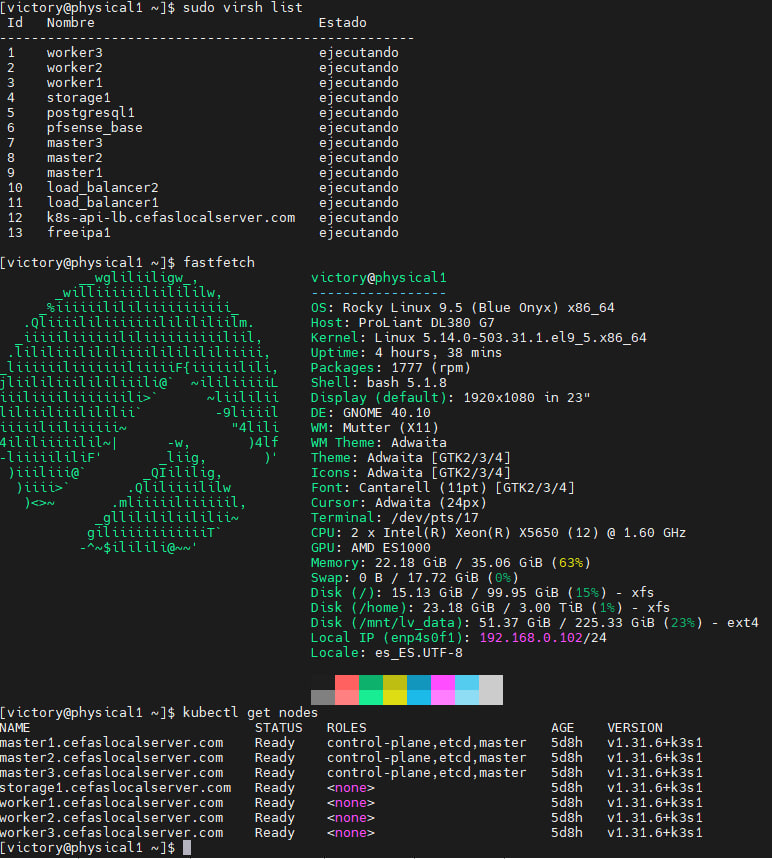 [victory@physical1 ~]$ sudo virsh list
 Id   Nombre                            Estado
----------------------------------------------------
 1    worker3                           ejecutando
 2    worker2                           ejecutando
 3    worker1                           ejecutando
 4    storage1                          ejecutando
 5    postgresql1                       ejecutando
 6    pfsense_base                      ejecutando
 7    master3                           ejecutando
 8    master2                           ejecutando
 9    master1                           ejecutando
 10   load_balancer2                    ejecutando
 11   load_balancer1                    ejecutando
 12   k8s-api-lb.cefaslocalserver.com   ejecutando
 13   freeipa1                          ejecutando
[victory@physical1 ~]$ fastfetch
victory@physical1
-----------------
OS: Rocky Linux 9.5 (Blue Onyx) x86_64
Host: ProLiant DL380 G7
Kernel: Linux 5.14.0-503.31.1.el9_5.x86_64
Uptime: 4 hours, 38 mins
Packages: 1777 (rpm)
Shell: bash 5.1.8
Display (default): 1920x1080 in 23"
DE: GNOME 40.10
WM: Mutter (X11)
WM Theme: Adwaita
Theme: Adwaita [GTK2/3/4]
Icons: Adwaita [GTK2/3/4]
Font: Cantarell (11pt) [GTK2/3/4]
Cursor: Adwaita (24px)
Terminal: /dev/pts/17
CPU: 2 x Intel(R) Xeon(R) X5650 (12) @ 1.60 GHz
GPU: AMD ES1000
Memory: 22.18 GiB / 35.06 GiB (63%)
Swap: 0 B / 17.72 GiB (0%)
Disk (/): 15.13 GiB / 99.95 GiB (15%) - xfs
Disk (/home): 23.18 GiB / 3.00 TiB (1%) - xfs
Disk (/mnt/lv_data): 51.37 GiB / 225.33 GiB (23%) - ext4
Local IP (enp4s0f1): 192.168.0.102/24
Locale: es_ES.UTF-8
[victory@physical1 ~]$ kubectl get nodes
NAME                            STATUS   ROLES                       AGE    VERSION
master1.cefaslocalserver.com    Ready    control-plane,etcd,master   5d8h   v1.31.6+k3s1
master2.cefaslocalserver.com    Ready    control-plane,etcd,master   5d8h   v1.31.6+k3s1
master3.cefaslocalserver.com    Ready    control-plane,etcd,master   5d8h   v1.31.6+k3s1
storage1.cefaslocalserver.com   Ready    <none>                      5d8h   v1.31.6+k3s1
worker1.cefaslocalserver.com    Ready    <none>                      5d8h   v1.31.6+k3s1
worker2.cefaslocalserver.com    Ready    <none>                      5d8h   v1.31.6+k3s1
worker3.cefaslocalserver.com    Ready    <none>                      5d8h   v1.31.6+k3s1
[victory@physical1 ~]$